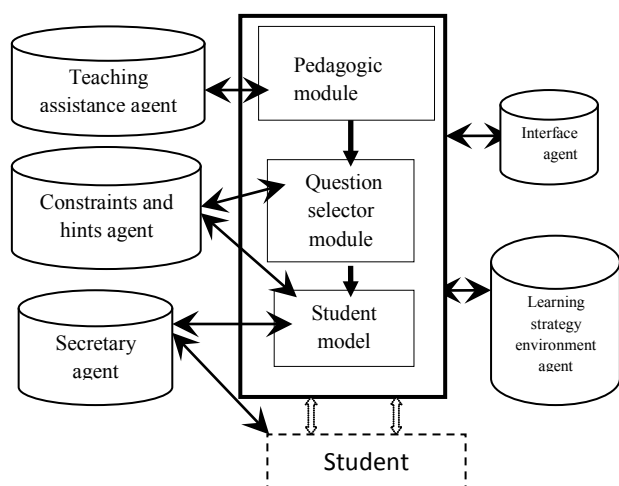 Teaching
assistance agent
Pedagogic
module
Interface
agent
Constraints and
hints agent
Question
selector
module
Secretary
agent
Student
model
Learning
strategy
environment
agent
Student